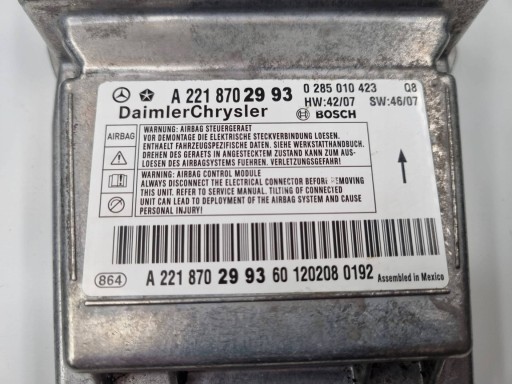 A 221 870 29 93
0 285 010 423 Q8
DaimlerChrysler
HW:42/07 SW:46/07
BOSCH
AIRBAG
WARNUNG: AIRBAG STEUERGERAET
VOR DEMONTAGE DIE ELEKTRISCHE STECKVERBINDUNG LOESEN.
ENTHAELT FAHRZEUGSPEZIFISCHE DATEN, SIEHE WERKSTATTHANDBUCH.
DREHEN DES GERAETS IN ANGESTECKTEM ZUSTAND KANN ZUM AUS-
LOESEN DES AIRBAGSYSTEMS FUEHREN. VERLETZUNGSGEFAHR!
WARNING: AIRBAG CONTROL MODULE
ALWAYS DISCONNECT THE ELECTRICAL CONNECTOR BEFORE REMOVING
THIS UNIT. REFER TO SERVICE MANUAL. TILTING OF CONNECTED
UNIT CAN LEAD TO DEPLOYMENT OF THE AIRBAG SYSTEM AND CAUSE
PERSONAL INJURY!
864
A 221 870 29 93 60 120208 0192
Assembled in Mexico